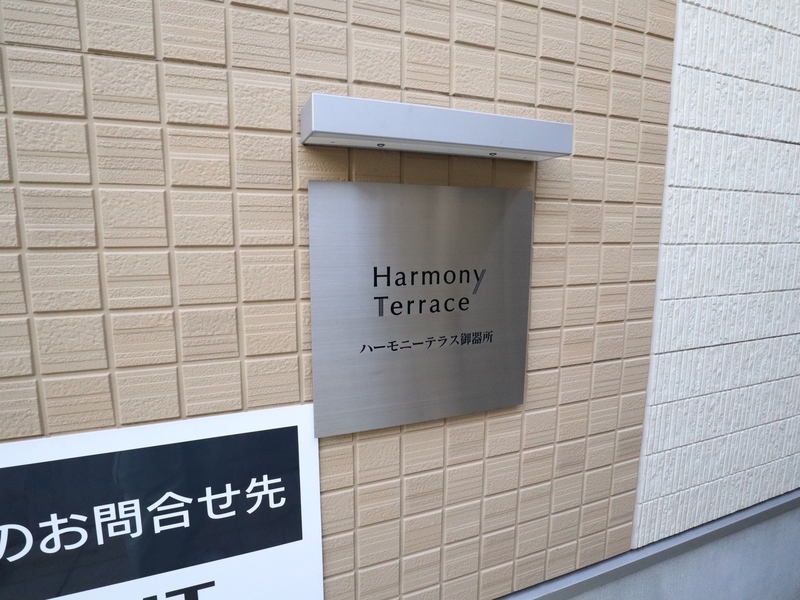 Harmony
Terrace
ハーモニーテラス御器所
のお問合せ先